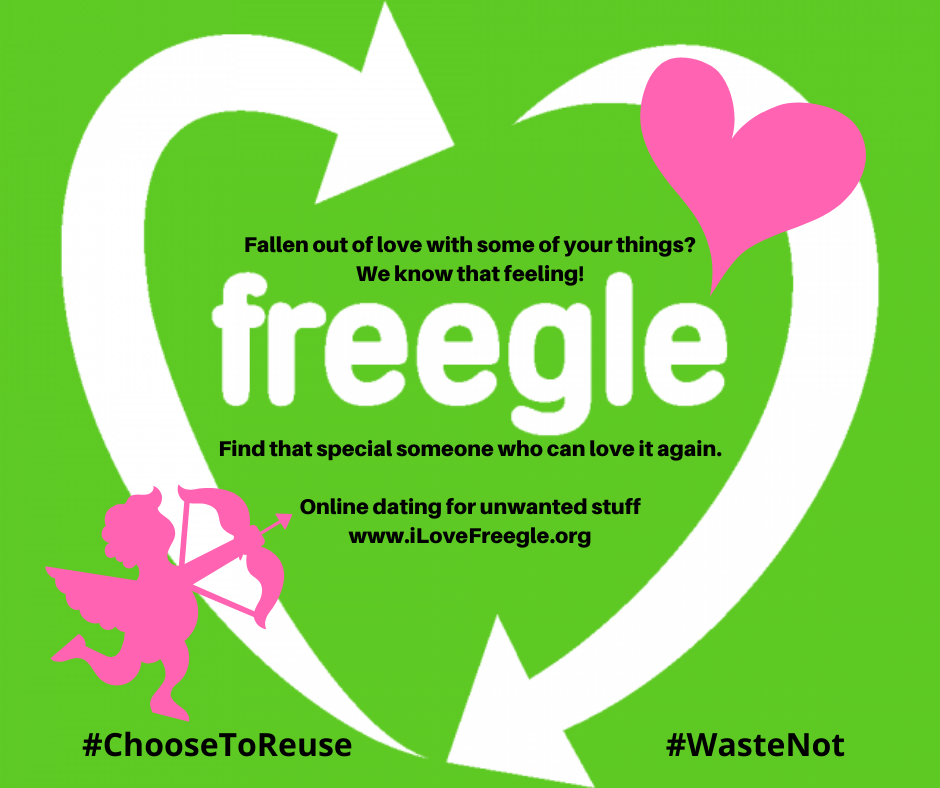 Fallen out of love with some of your things?
We know that feeling!
freegle
Find that special someone who can love it again.
Online dating for unwanted stuff
www.iLoveFreegle.org
#ChooseToReuse
#WasteNot